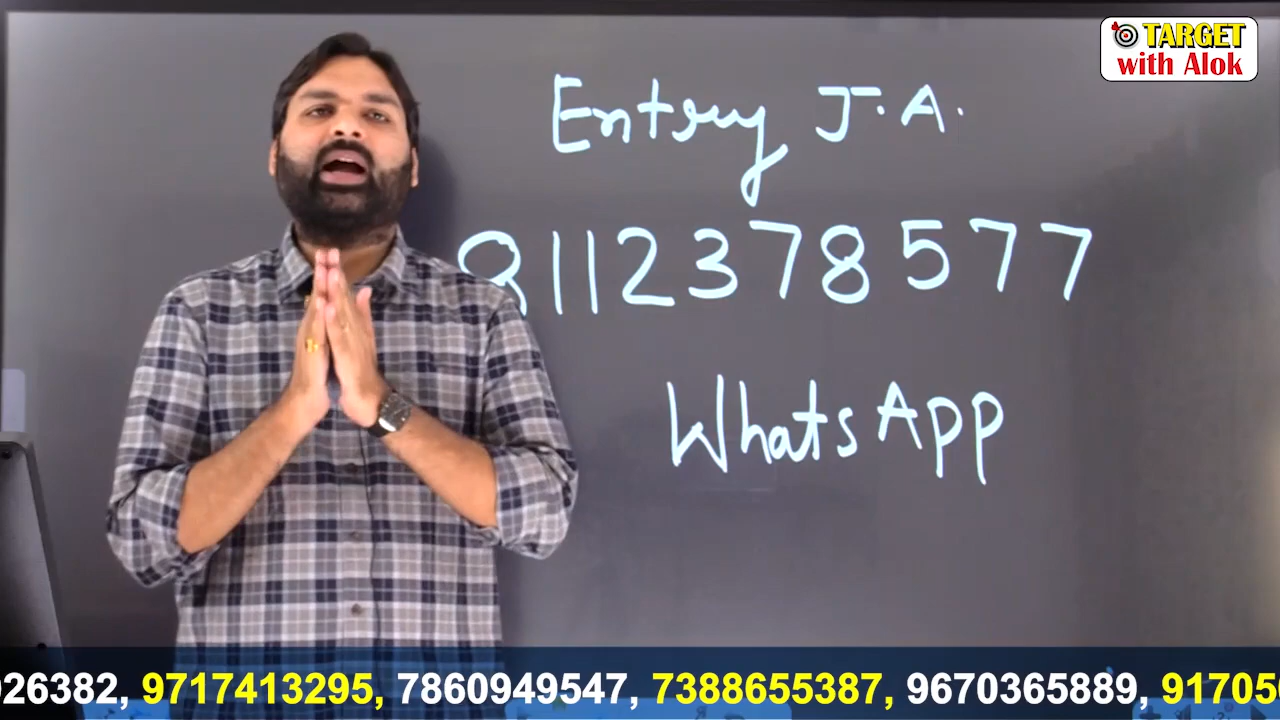 TARGET
with Alok
Entry J.A.
8112378577
WhatsApp
26382, 9717413295, 7860949547, 7388655387, 9670365889, 91705